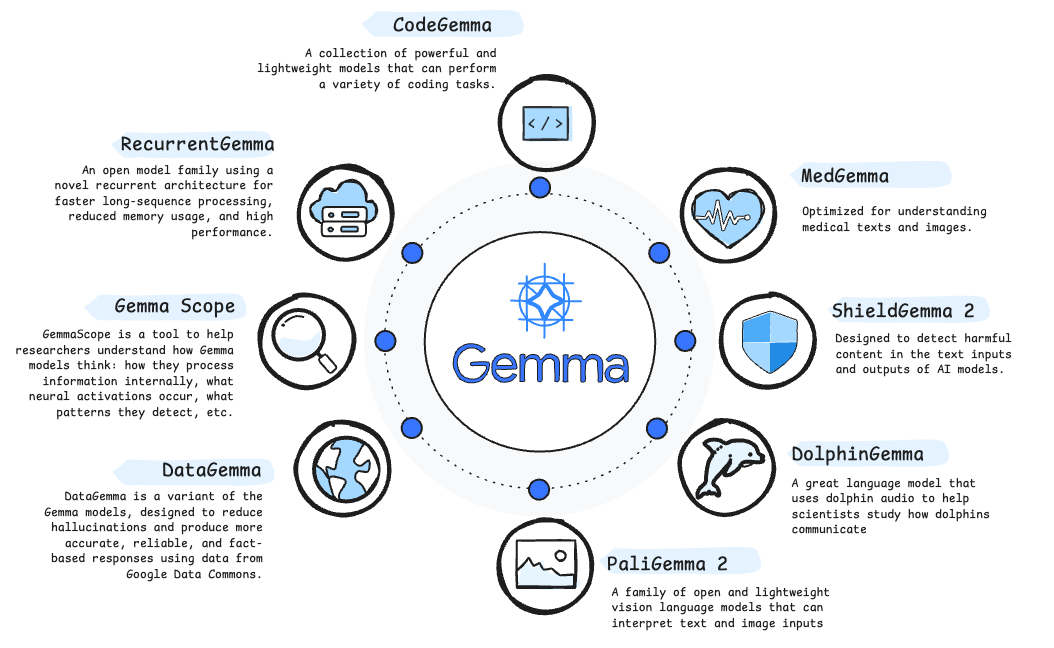 CodeGemma
A collection of powerful and
lightweight models that can perform
a variety of coding tasks.
</>
RecurrentGemma
An open model family using a
novel recurrent architecture for
faster long-sequence processing,
reduced memory usage, and high
performance.
MedGemma
Optimized for understanding
medical texts and images.
Gemma Scope
GemmaScope is a tool to help
researchers understand how Gemma
models think: how they process
information internally, what
neural activations occur, what
patterns they detect, etc.
Gemma
ShieldGemma 2
Designed to detect harmful
content in the text inputs
and outputs of AI models.
DataGemma
DataGemma is a variant of the
Gemma models, designed to reduce
hallucinations and produce more
accurate, reliable, and fact-
based responses using data from
Google Data Commons.
DolphinGemma
A great language model that
uses dolphin audio to help
scientists study how dolphins
communicate
PaliGemma 2
A family of open and lightweight
vision language models that can
interpret text and image inputs